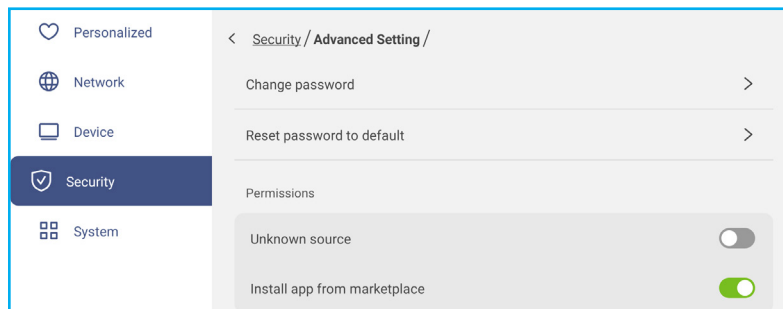 Personalized
Network
Device
Security
System
< Security / Advanced Setting /
Change password >
Reset password to default >
Permissions
Unknown source
Install app from marketplace